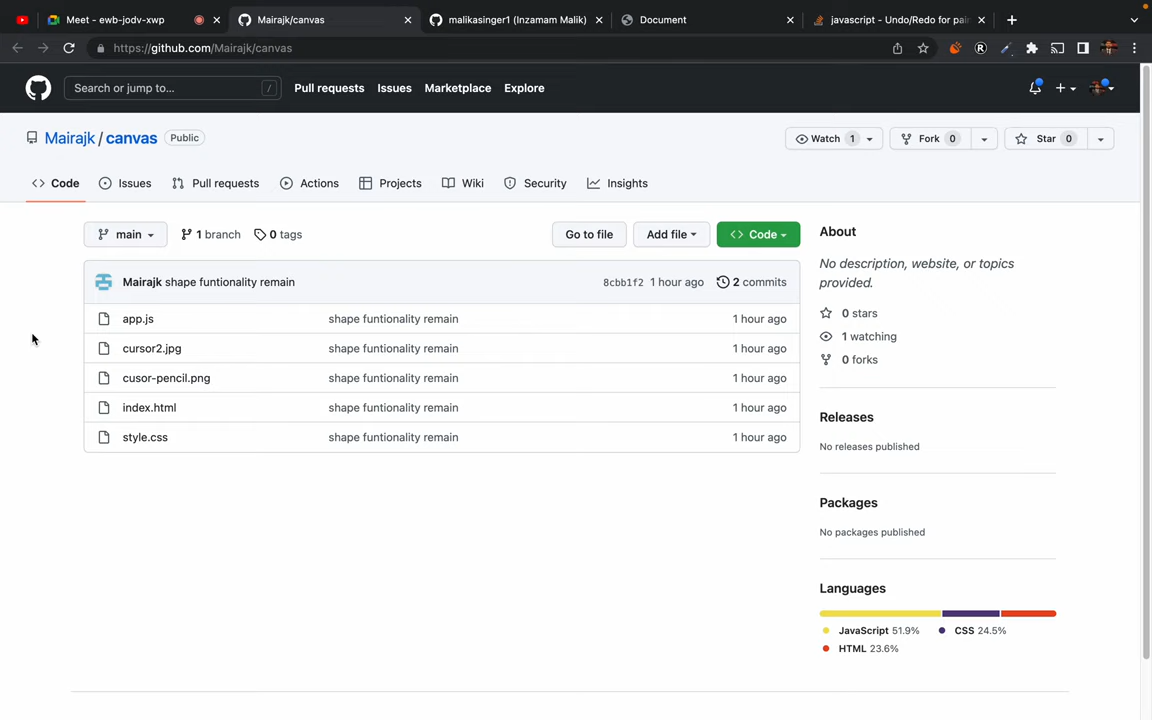 Meet - ewb-jodv-xwp
Mairajk/canvas
malikasinger1 (Inzamam Malik)
Document
javascript - Undo/Redo for pai
https://github.com/Mairajk/canvas
Search or jump to... /
Pull requests Issues Marketplace Explore
Mairajk / canvas Public
Watch 1 Fork 0 Star 0
Code Issues Pull requests Actions Projects Wiki Security Insights
main 1 branch 0 tags Go to file Add file Code
Mairajk shape funtionality remain 8cbb1f2 1 hour ago 2 commits
app.js shape funtionality remain 1 hour ago
cursor2.jpg shape funtionality remain 1 hour ago
cusor-pencil.png shape funtionality remain 1 hour ago
index.html shape funtionality remain 1 hour ago
style.css shape funtionality remain 1 hour ago
About
No description, website, or topics
provided.
0 stars
1 watching
0 forks
Releases
No releases published
Packages
No packages published
Languages
JavaScript 51.9% CSS 24.5%
HTML 23.6%